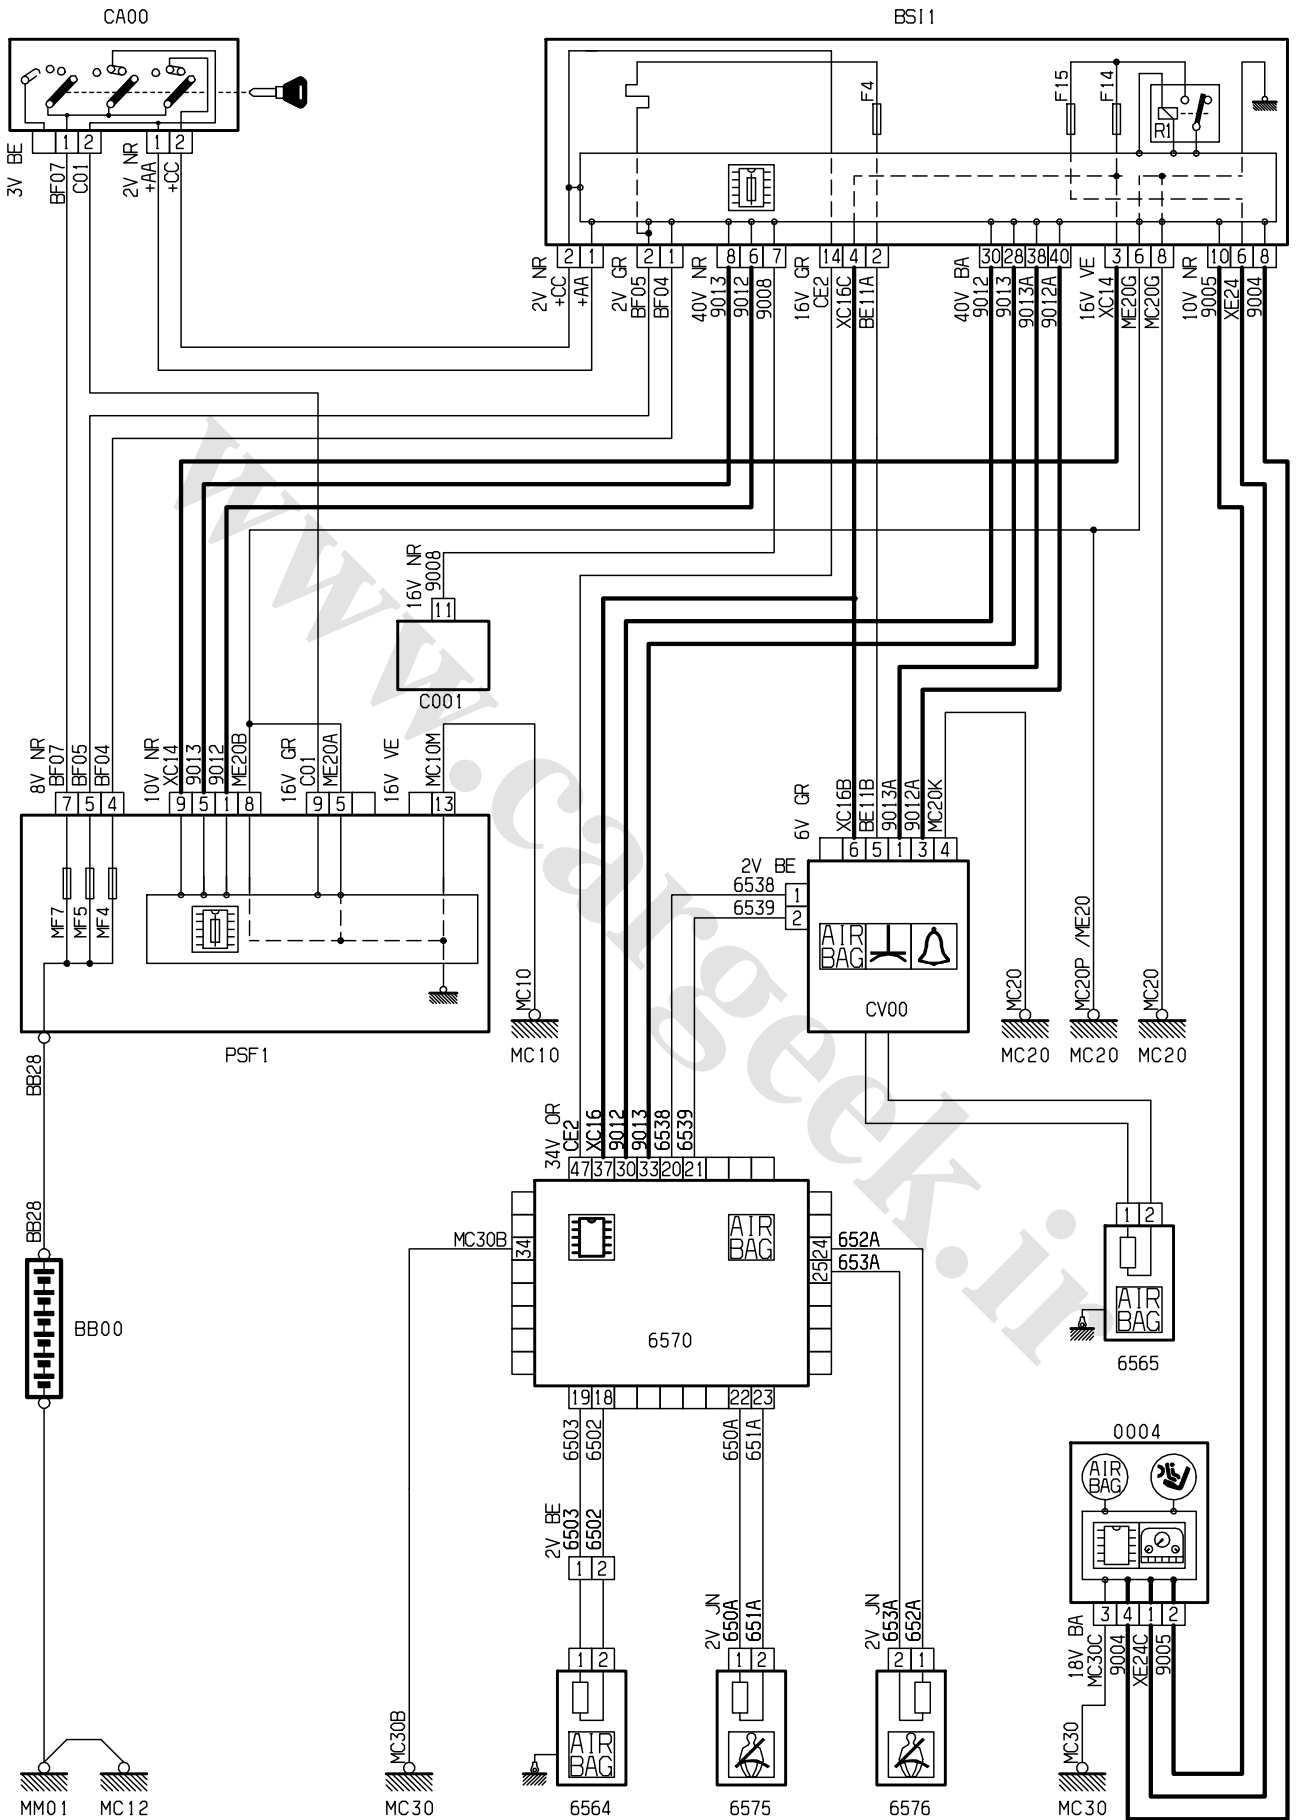 CA00
BSI1
3V BE
1
BF07
2
C01
2V NR
1
+AA
2
+CC
F4
F15
F14
R1
2V NR
2
+CC
1
+AA
2V GR
2
BF05
1
BF04
40V NR
8
9013
6
9012
7
9008
16V GR
14
CE2
4
XC16C
2
BE11A
40V BA
30
9012
28
9013
38
9013A
40
9012A
16V VE
3
XC14
6
ME20G
8
MC20G
10V NR
10
9005
6
XE24
8
9004
www.cargeek.ir
16V NR
9008
11
C001
8V NR
BF07
7
BF05
5
BF04
4
10V NR
XC14
9
9013
5
9012
1
ME20B
8
16V GR
C01
9
ME20A
5
16V VE
MC10M
13
MF7
MF5
MF4
PSF1
BB28
BB28
BB00
MM01
MC12
MC10
MC10
6V GR
XC16B
6
BE11B
5
9013A
1
9012A
3
MC20K
4
2V BE
6538
1
6539
2
AIR
BAG
CV00
MC20
MC20
MC20P /ME20
MC20
MC20
MC20
34V OR
CE2
47
XC16
37
9012
30
9013
33
6538
20
6539
21
MC30B
34
AIR
BAG
24
652A
25
653A
6570
19
6503
18
6502
22
650A
23
651A
1
2
AIR
BAG
6565
0004
AIR
BAG
18V BA
3
MC30C
4
9004
1
XE24C
2
9005
MC30
MC30
2V BE
6503
6502
1
2
1
2
AIR
BAG
6564
2V JN
650A
651A
1
2
6575
2V JN
653A
652A
2
1
6576
MC30B
MC30